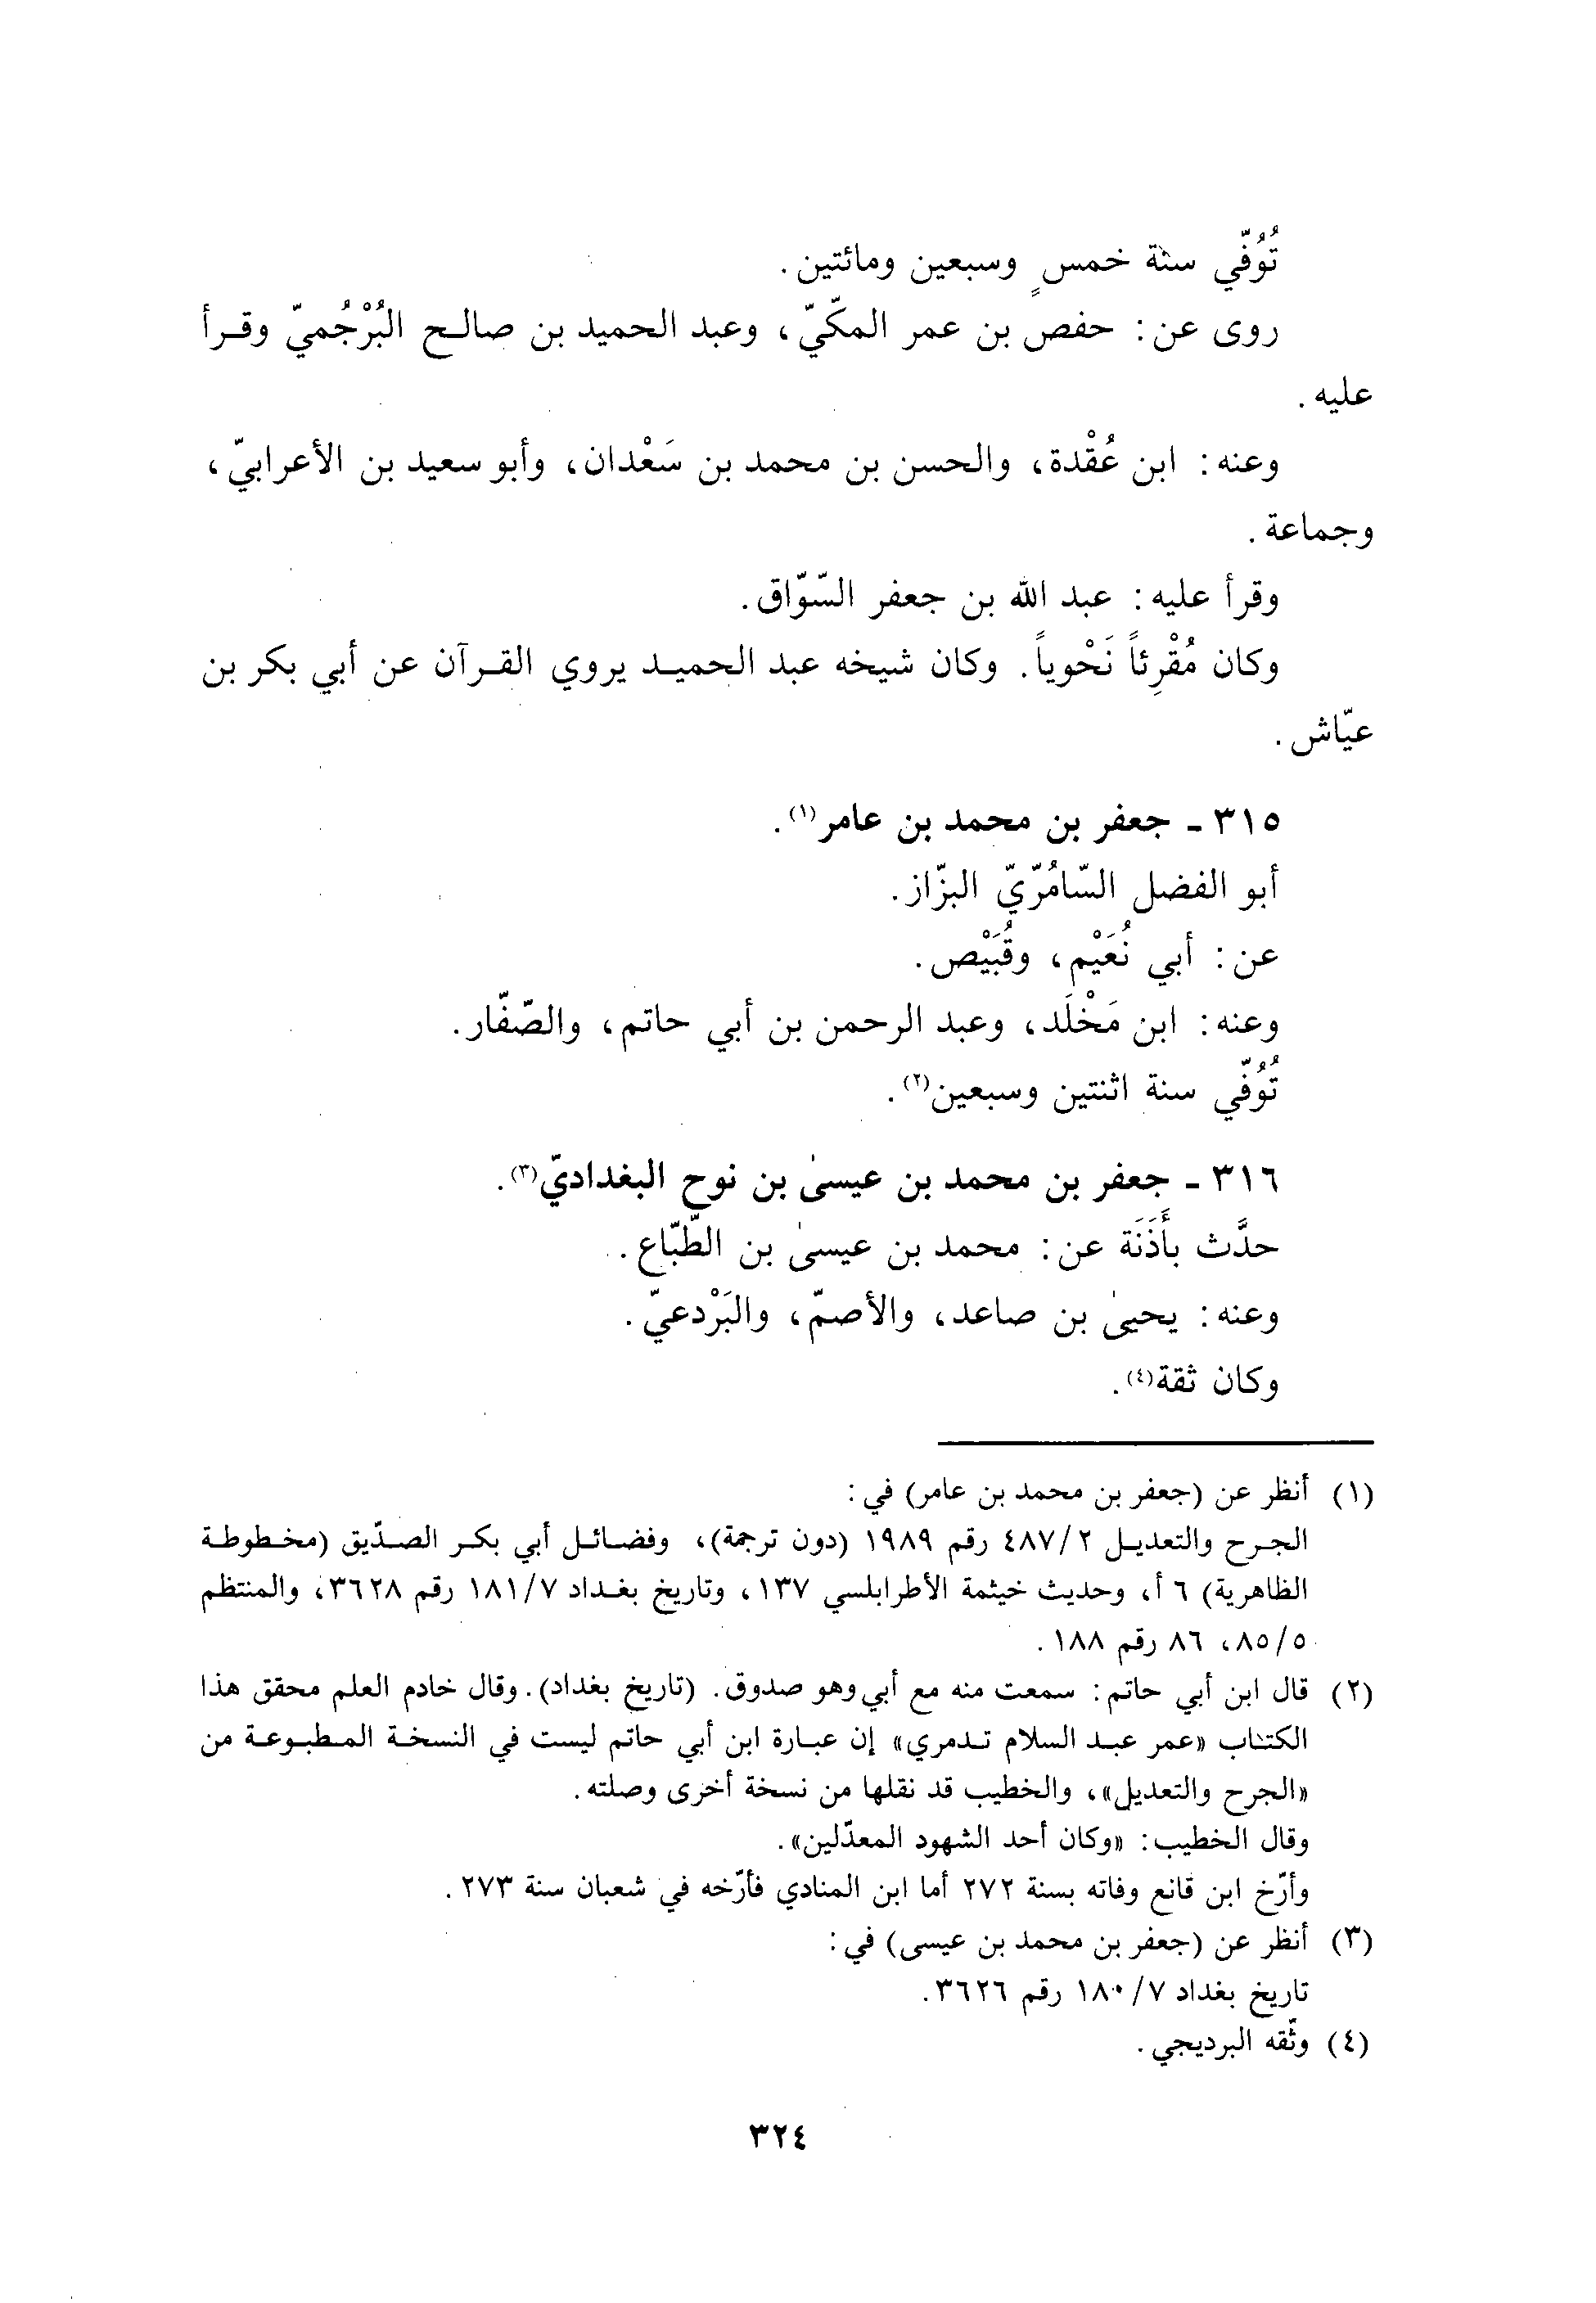 تُوُفّي سنة خمسٍ وسبعين ومائتين.
روى عن: حفص بن عمر المكّيّ، وعبد الحميد بن صالح البُرْجُميّ وقرأ
عليه.
وعنه: ابن عُقْدة، والحسن بن محمد بن سَعْدان، وأبو سعيد بن الأعرابيّ،
وجماعة.
وقرأ عليه: عبد الله بن جعفر السّوّاق.
وكان مُقْرِئاً نَحْوياً. وكان شيخه عبد الحميد يروي القرآن عن أبي بكر بن
عيّاش.
٣١٥ - جعفر بن محمد بن عامر(١).
أبو الفضل السّامُرّيّ البزّاز.
عن: أبي نُعَيْم، وقُبَيْص.
وعنه: ابن مَخْلَد، وعبد الرحمن بن أبي حاتم، والصّفّار.
تُوُفّي سنة اثنتين وسبعين(٢).
٣١٦ - جعفر بن محمد بن عيسىٰ بن نوح البغداديّ(٣).
حدَّث بأَذَنَة عن: محمد بن عيسىٰ بن الطّبّاع.
وعنه: يحيىٰ بن صاعد، والأصمّ، والبَرْدعيّ.
وكان ثقة(٤).
(١) أنظر عن (جعفر بن محمد بن عامر) في:
الجرح والتعديل ٤٨٧/٢ رقم ١٩٨٩ (دون ترجمة)، وفضائل أبي بكر الصدّيق (مخطوطة
الظاهرية) ٦ أ، وحديث خيثمة الأطرابلسي ١٣٧، وتاريخ بغداد ١٨١/٧ رقم ٣٦٢٨، والمنتظم
٨٥/٥، ٨٦ رقم ١٨٨.
(٢) قال ابن أبي حاتم: سمعت منه مع أبي وهو صدوق. (تاريخ بغداد). وقال خادم العلم محقق هذا
الكتاب «عمر عبد السلام تدمري» إن عبارة ابن أبي حاتم ليست في النسخة المطبوعة من
«الجرح والتعديل»، والخطيب قد نقلها من نسخة أخرى وصلته.
وقال الخطيب: «وكان أحد الشهود المعدّلين».
وأرّخ ابن قانع وفاته بسنة ٢٧٢ أما ابن المنادي فأرّخه في شعبان سنة ٢٧٣.
(٣) أنظر عن (جعفر بن محمد بن عيسى) في:
تاريخ بغداد ١٨٠/٧ رقم ٣٦٢٦.
(٤) وثّقه البرديجي.
٣٢٤